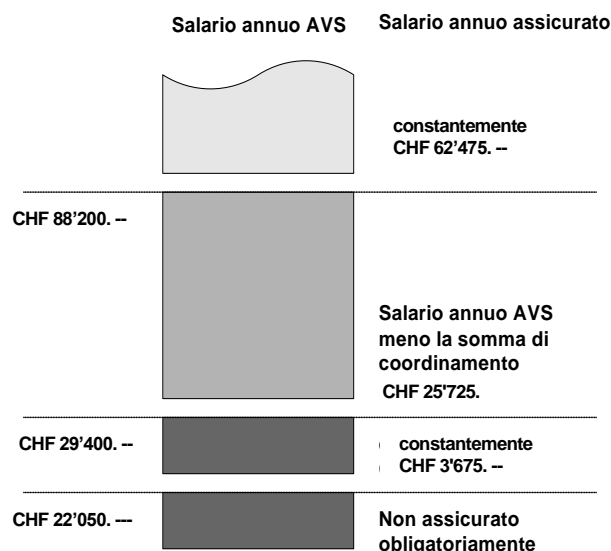 Salario annuo AVS
Salario annuo assicurato
constantemente
CHF 62’475. --
CHF 88’200. --
Salario annuo AVS
meno la somma di
coordinamento
CHF 25'725.
CHF 29’400. --
constantemente
CHF 3'675. --
CHF 22’050. ---
Non assicurato
obligatoriamente